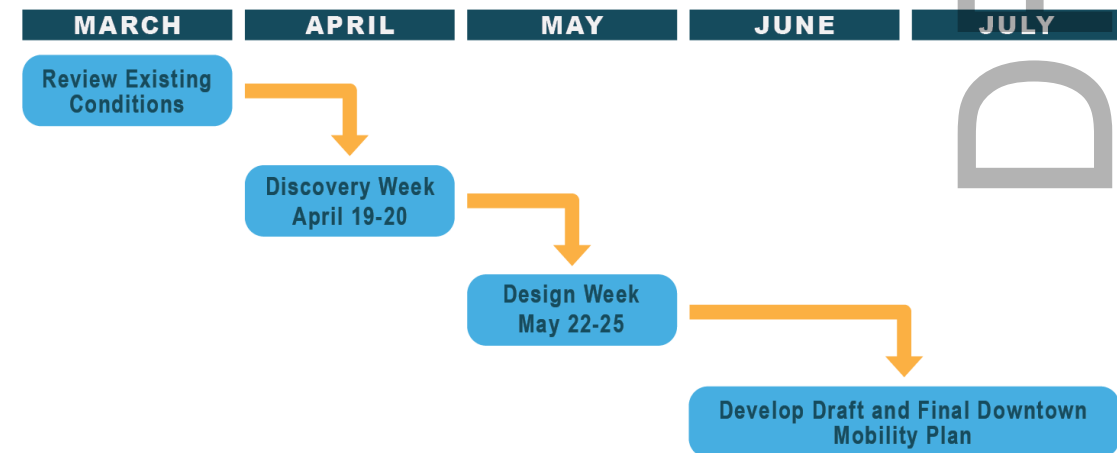 MARCH APRIL MAY JUNE JULY
Review Existing
Conditions
Discovery Week
April 19-20
Design Week
May 22-25
Develop Draft and Final Downtown
Mobility Plan
D